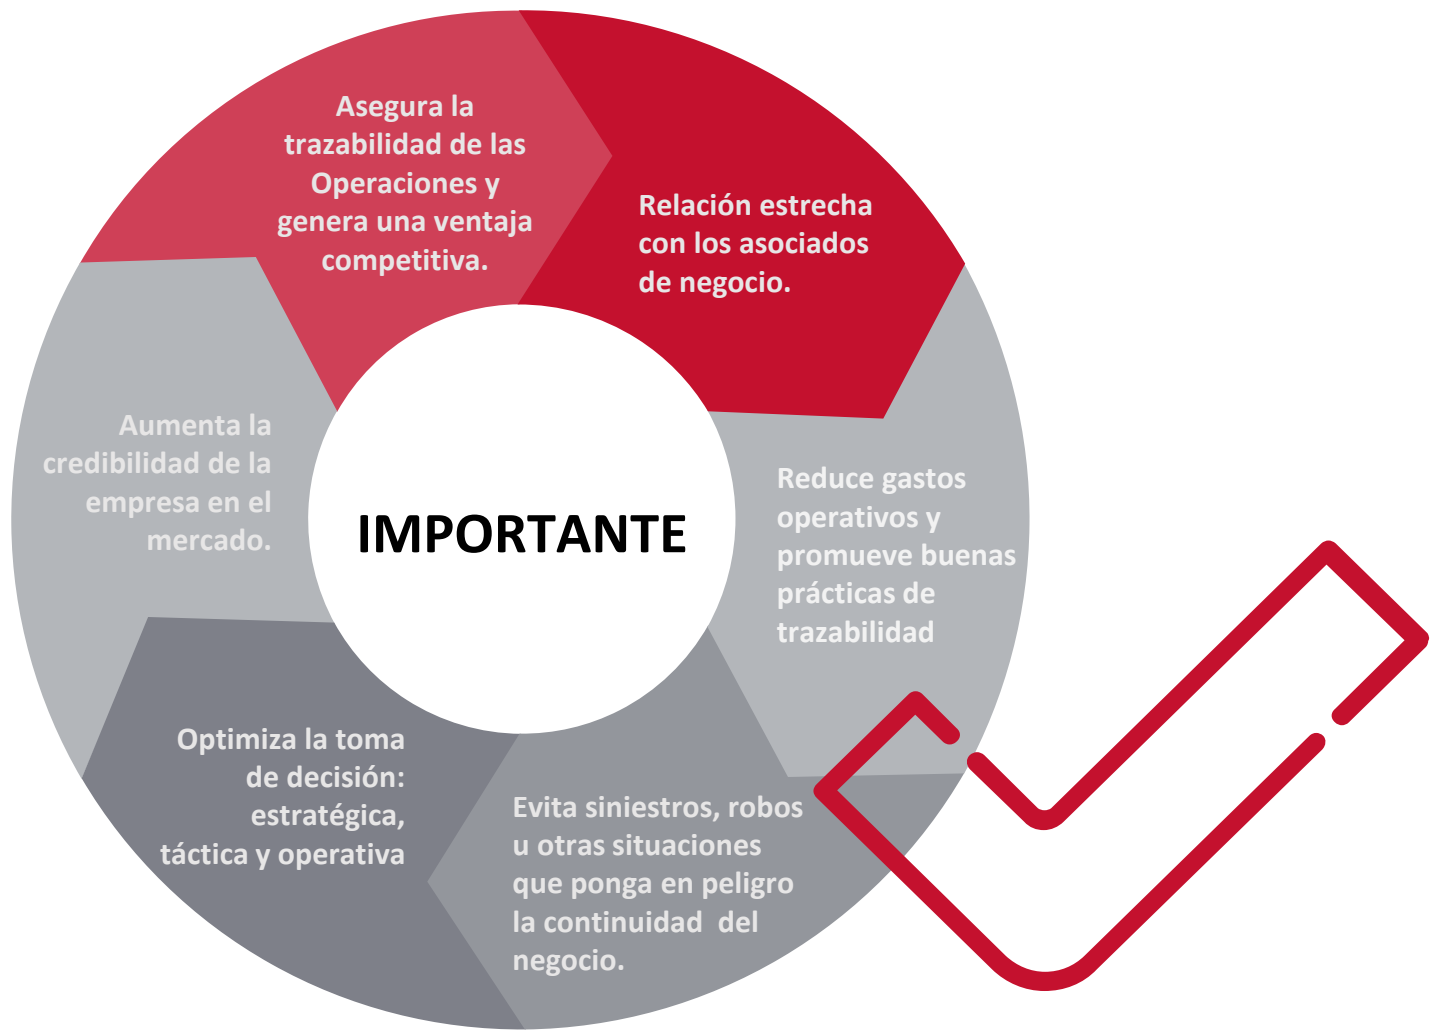 Asegura la
trazabilidad de las
Operaciones y
genera una ventaja
competitiva.
Relación estrecha
con los asociados
de negocio.
Reduce gastos
operativos y
promueve buenas
prácticas de
trazabilidad
Evita siniestros, robos
u otras situaciones
que ponga en peligro
la continuidad  del
negocio.
Optimiza la toma
de decisión:
estratégica,
táctica y operativa
Aumenta la
credibilidad de la
empresa en el
mercado.
IMPORTANTE